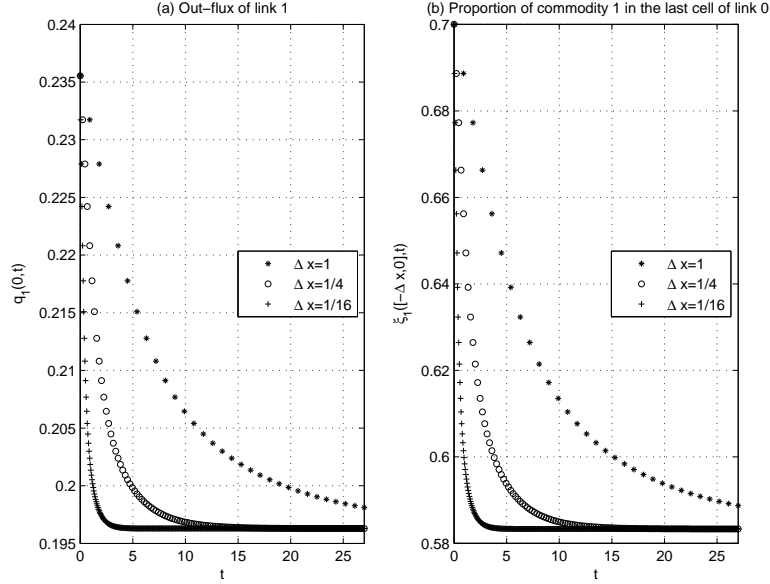 (a) Out−flux of link 1
0.24
0.235
0.23
0.225
0.22
0.215
0.21
0.205
0.2
0.195
q₁(0,t)
0 5 10 15 20 25
t
Δ x=1
Δ x=1/4
Δ x=1/16
(b) Proportion of commodity 1 in the last cell of link 0
0.7
0.68
0.66
0.64
0.62
0.6
0.58
ξ₁([−Δ x,0],t)
0 5 10 15 20 25
t
Δ x=1
Δ x=1/4
Δ x=1/16